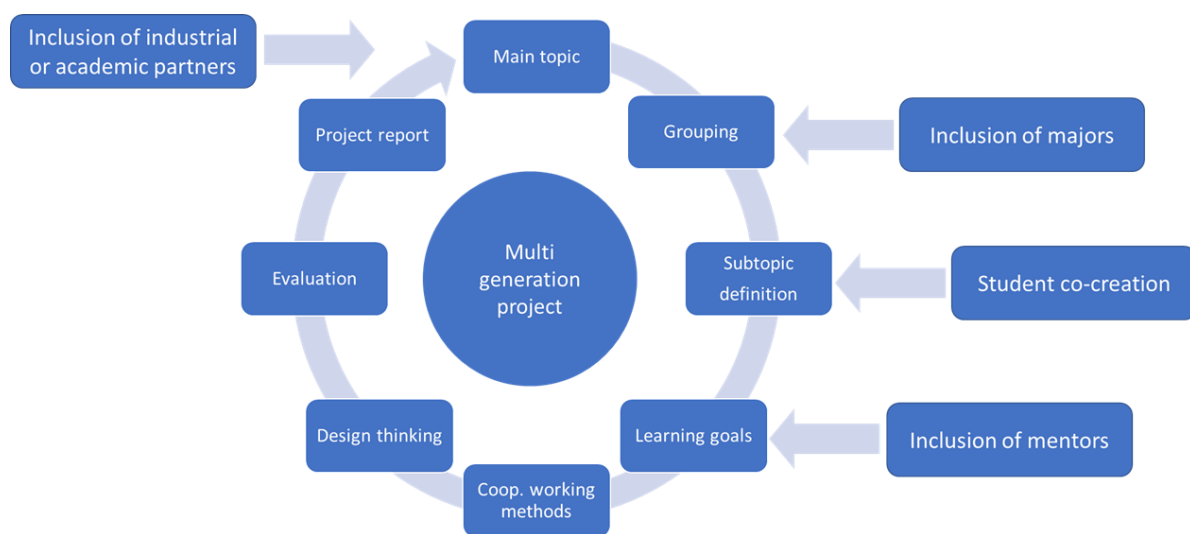 Inclusion of industrial
or academic partners
Main topic
Grouping
Inclusion of majors
Subtopic
definition
Student co-creation
Learning goals
Inclusion of mentors
Coop. working
methods
Design thinking
Evaluation
Project report
Multi
generation
project